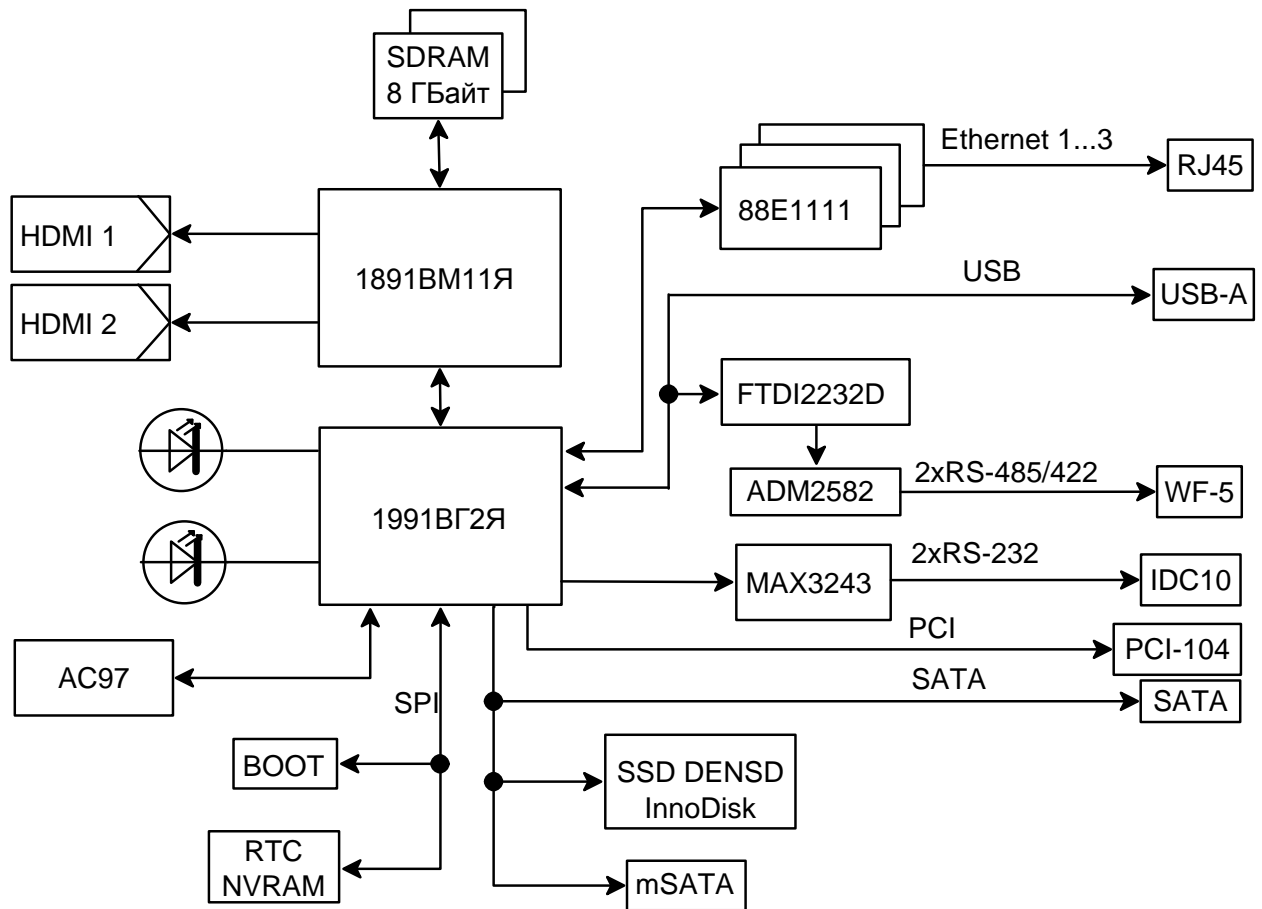 SDRAM
8 ГБайт
Ethernet 1...3
RJ45
88E1111
HDMI 1
1891ВМ11Я
USB
USB-A
HDMI 2
FTDI2232D
2xRS-485/422
ADM2582
WF-5
1991ВГ2Я
2xRS-232
MAX3243
IDC10
PCI
PCI-104
AC97
SATA
SATA
SPI
BOOT
SSD DENSD
InnoDisk
RTC
NVRAM
mSATA